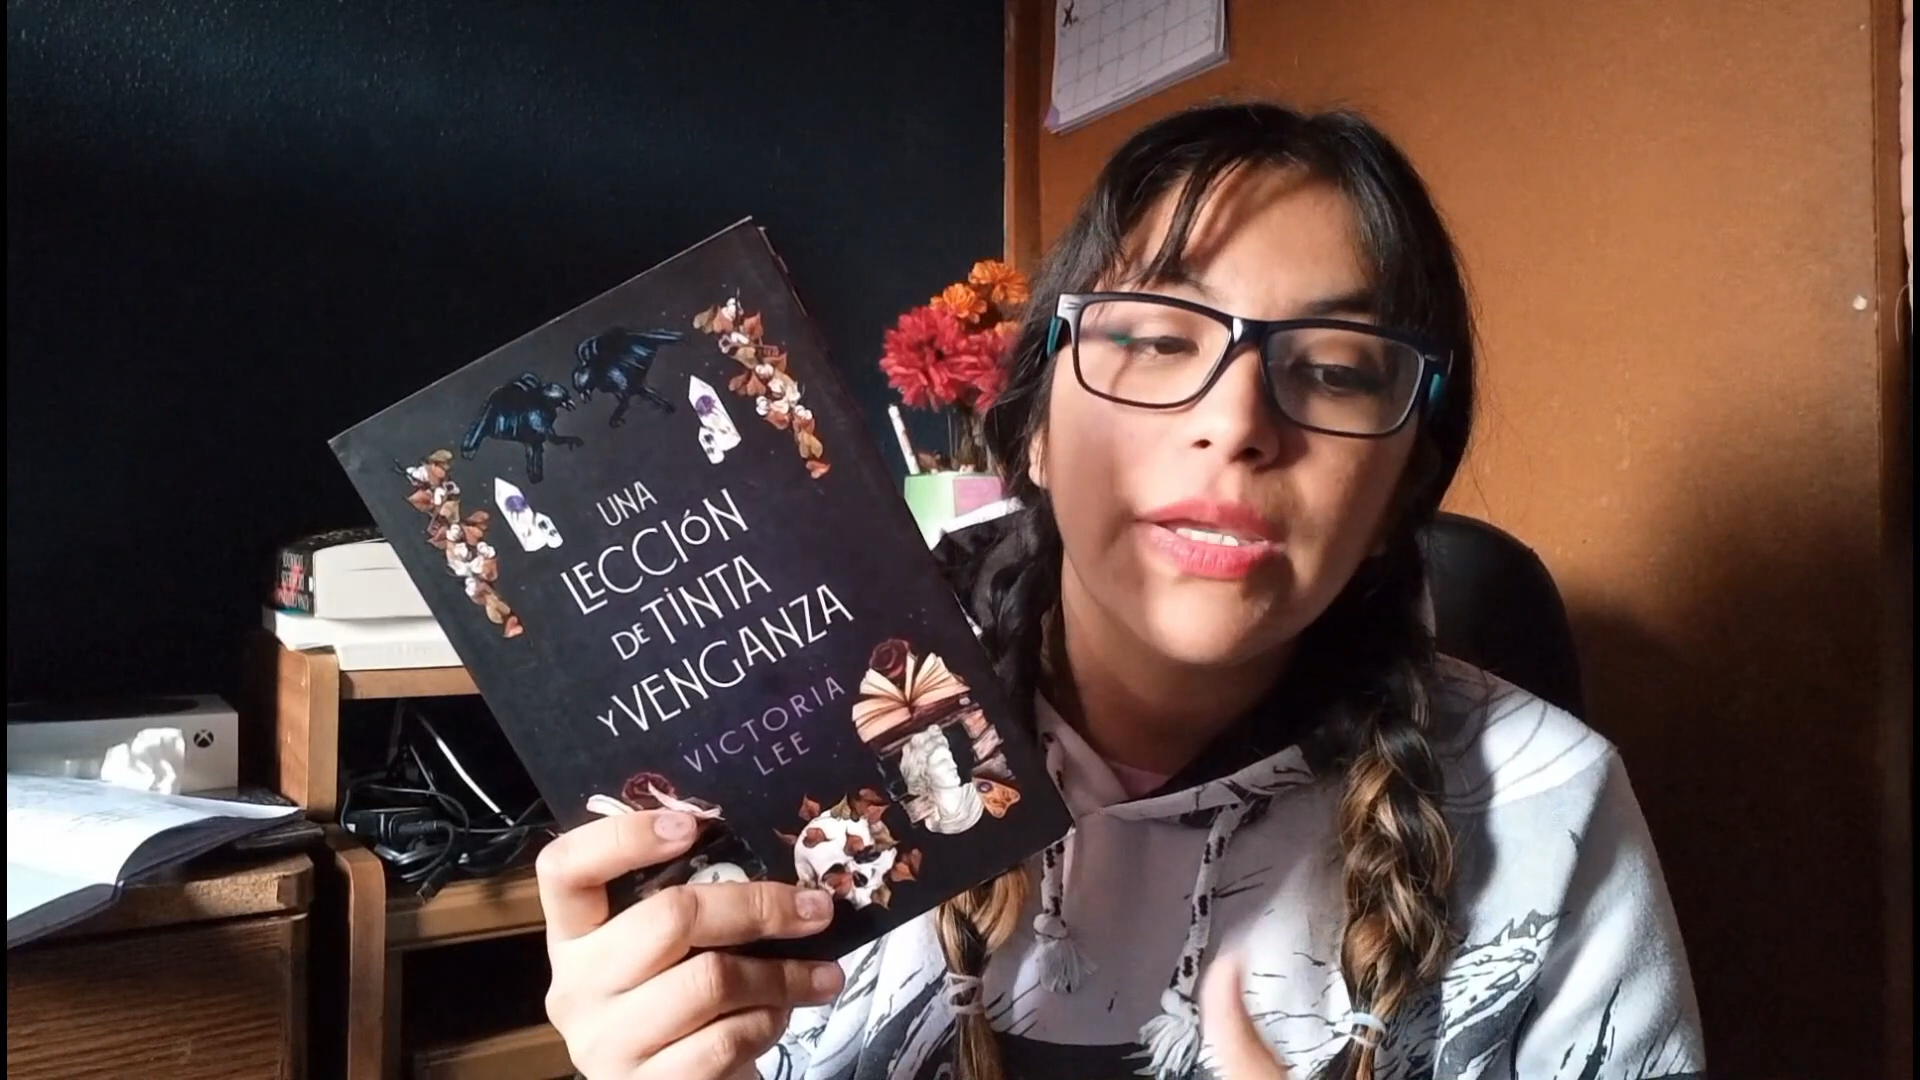 UNA
LECCIÓN
DE TINTA
Y VENGANZA
VICTORIA
LEE